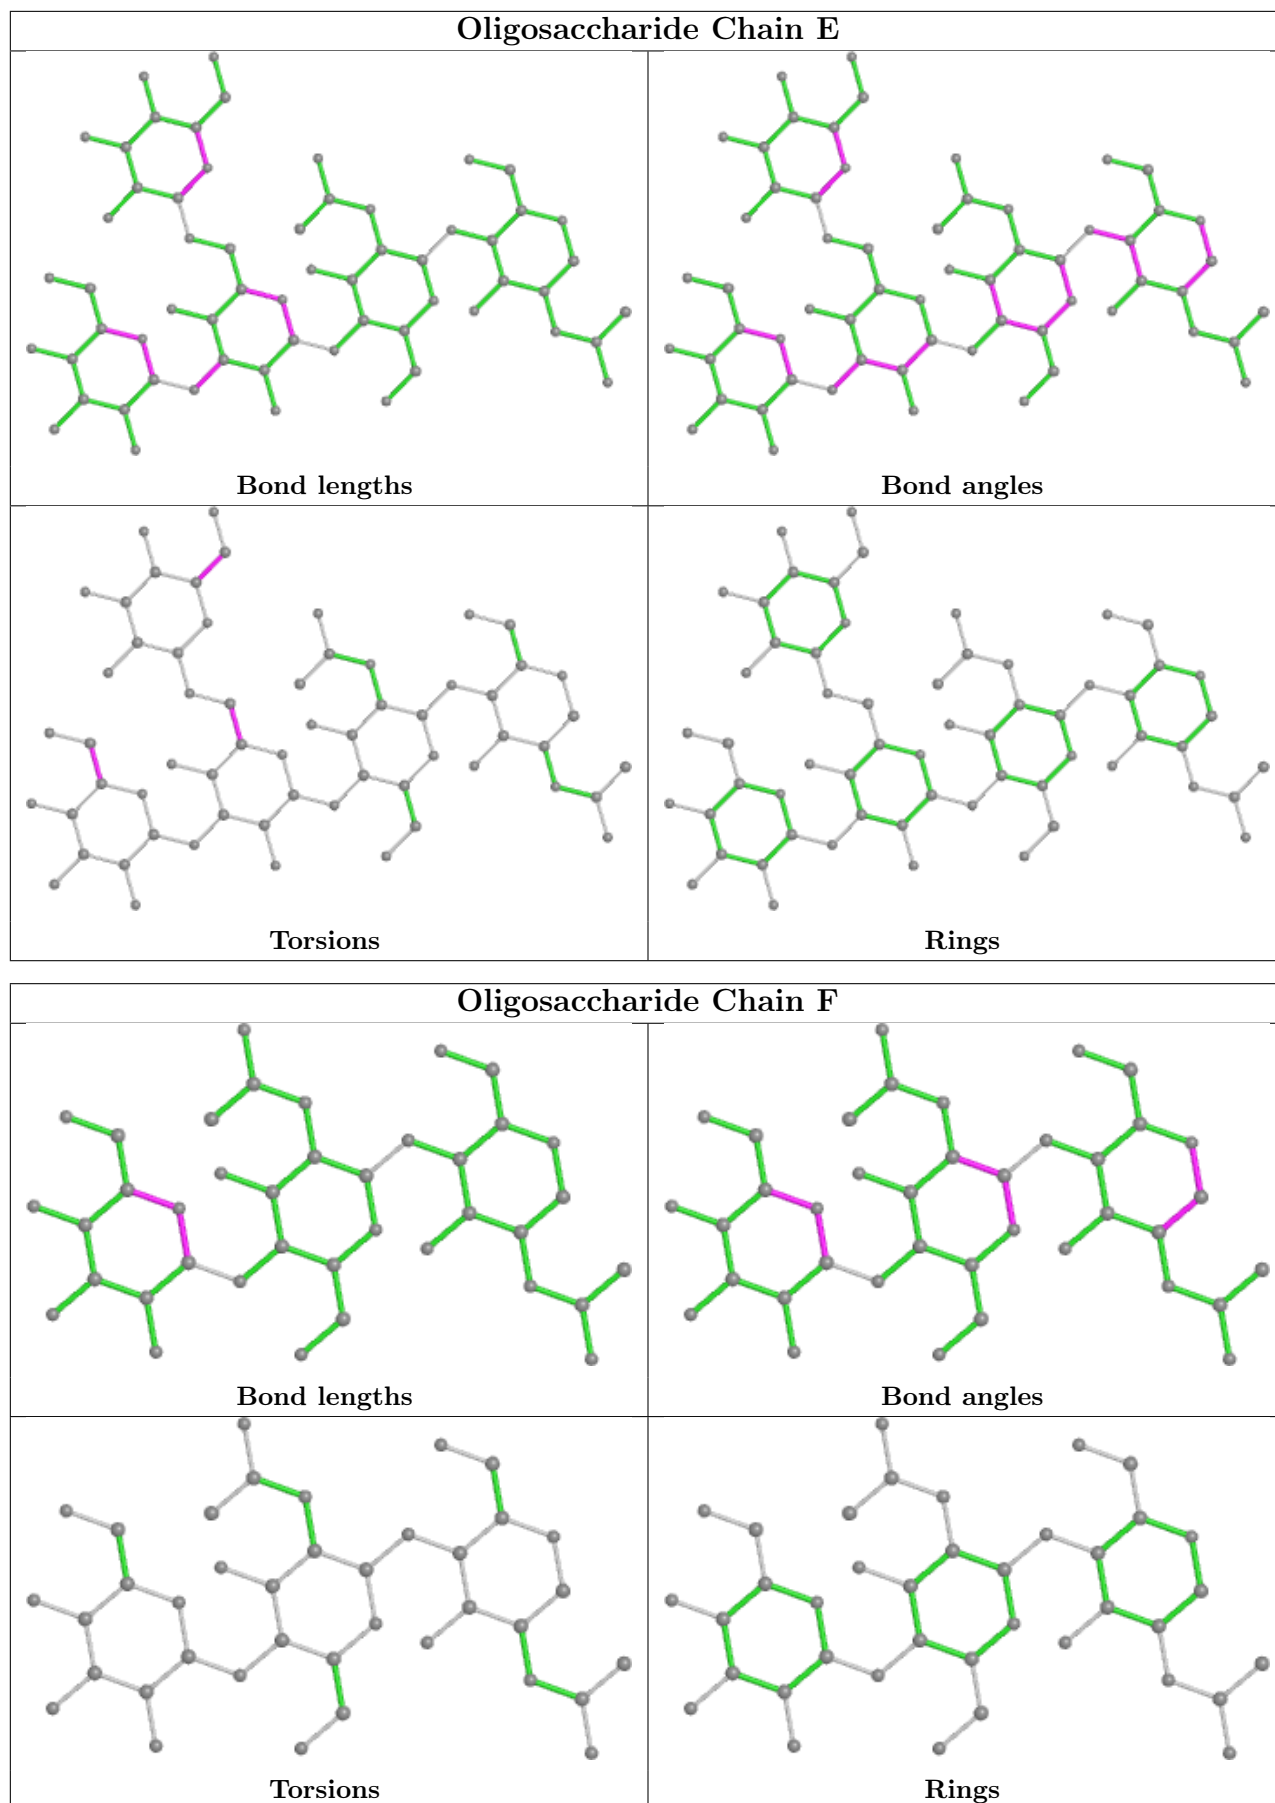 Oligosaccharide Chain E
Bond lengths
Bond angles
Torsions
Rings
Oligosaccharide Chain F
Bond lengths
Bond angles
Torsions
Rings